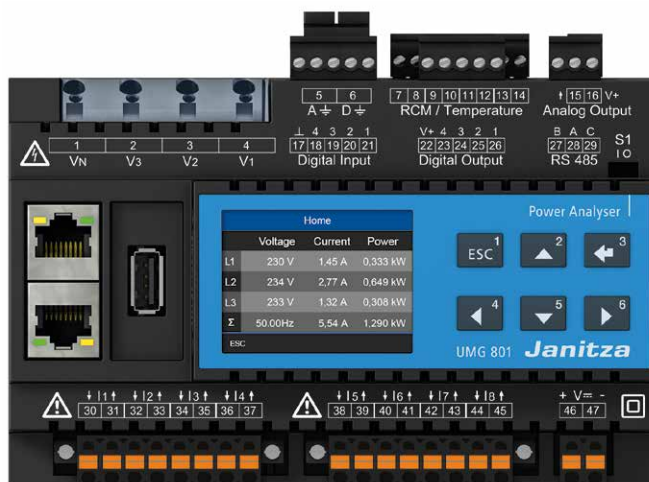 5 6 7 8 9 10 11 12 13 14 ↑ 15 16 V+
A ⏚ D ⏚ RCM / Temperature Analog Output
1 2 3 4 ⊥ 4 3 2 1 V+ 4 3 2 1 B A C S1
17 18 19 20 21 22 23 24 25 26 27 28 29 I O
VN V3 V2 V1 Digital Input Digital Output RS 485
Home
Voltage Current Power
L1 230 V 1,45 A 0,333 kW
L2 234 V 2,77 A 0,649 kW
L3 233 V 1,32 A 0,308 kW
Σ 50.00Hz 5,54 A 1,290 kW
ESC
Power Analyser
ESC 1 ▲ 2 ← 3
◀ 4 ▼ 5 ▶ 6
UMG 801 Janitza
↓ I1 ↑ ↓ I2 ↑ ↓ I3 ↑ ↓ I4 ↑ ↓ I5 ↑ ↓ I6 ↑ ↓ I7 ↑ ↓ I8 ↑ + V⎓ -
30 31 32 33 34 35 36 37 38 39 40 41 42 43 44 45 46 47